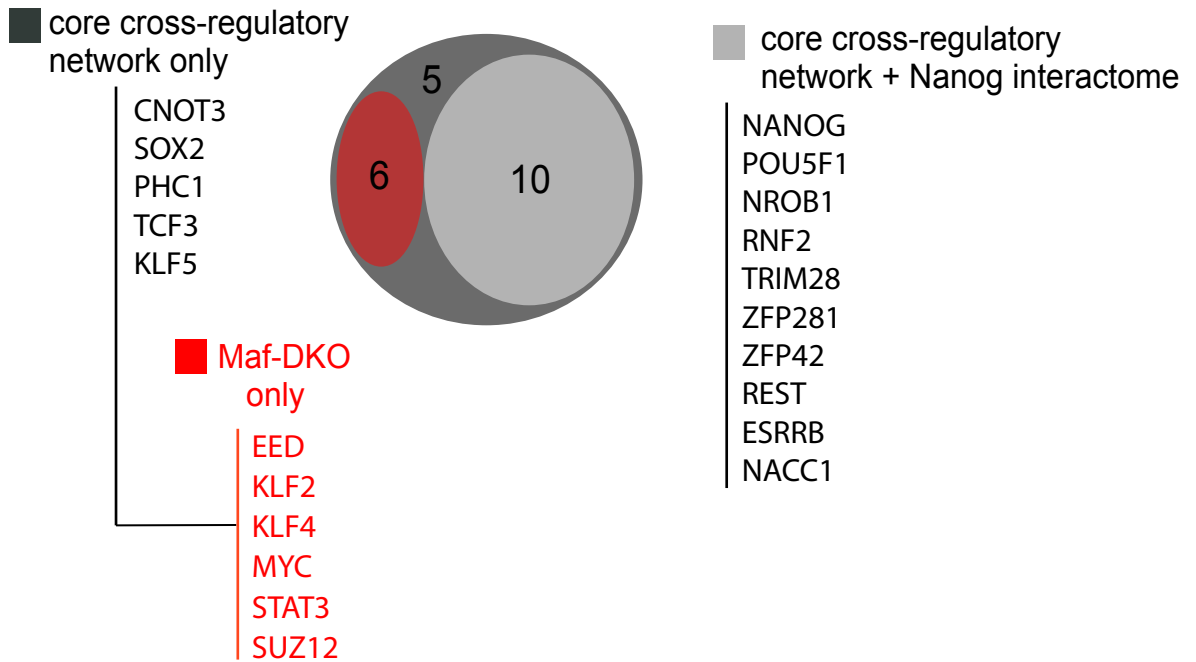 core cross-regulatory
network only
CNOT3
SOX2
PHC1
TCF3
KLF5
5
6
10
core cross-regulatory
network + Nanog interactome
NANOG
POU5F1
NROB1
RNF2
TRIM28
ZFP281
ZFP42
REST
ESRRB
NACC1
Maf-DKO
only
EED
KLF2
KLF4
MYC
STAT3
SUZ12